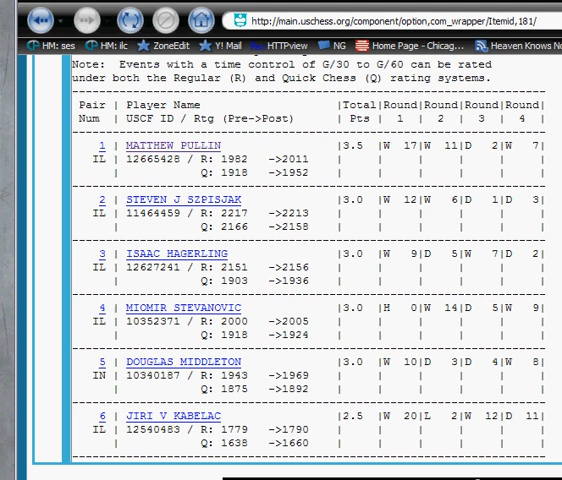 http://main.uschess.org/component/option,com_wrapper/Itemid,181/
HM: ses HM: ilc ZoneEdit Y! Mail HTTPview NG Home Page - Chicag... Heaven Knows No
Note: Events with a time control of G/30 to G/60 can be rated
under both the Regular (R) and Quick Chess (Q) rating systems.
Pair | Player Name |Total|Round|Round|Round|Round|
Num | USCF ID / Rtg (Pre->Post) | Pts | 1 | 2 | 3 | 4 |
1 | MATTHEW PULLIN |3.5 |W 17|W 11|D 2|W 7|
IL | 12665428 / R: 1982 ->2011 | | | | | |
| Q: 1918 ->1952 | | | | | |
2 | STEVEN J SZPISJAK |3.0 |W 12|W 6|D 1|D 3|
IL | 11464459 / R: 2217 ->2213 | | | | | |
| Q: 2166 ->2158 | | | | | |
3 | ISAAC HAGERLING |3.0 |W 9|D 5|W 7|D 2|
IL | 12627241 / R: 2151 ->2156 | | | | | |
| Q: 1903 ->1936 | | | | | |
4 | MIOMIR STEVANOVIC |3.0 |H 0|W 14|D 5|W 9|
IL | 10352371 / R: 2000 ->2005 | | | | | |
| Q: 1918 ->1924 | | | | | |
5 | DOUGLAS MIDDLETON |3.0 |W 10|D 3|D 4|W 8|
IN | 10340187 / R: 1943 ->1969 | | | | | |
| Q: 1875 ->1892 | | | | | |
6 | JIRI V KABELAC |2.5 |W 20|L 2|W 12|D 11|
IL | 12540483 / R: 1779 ->1790 | | | | | |
| Q: 1638 ->1660 | | | | | |